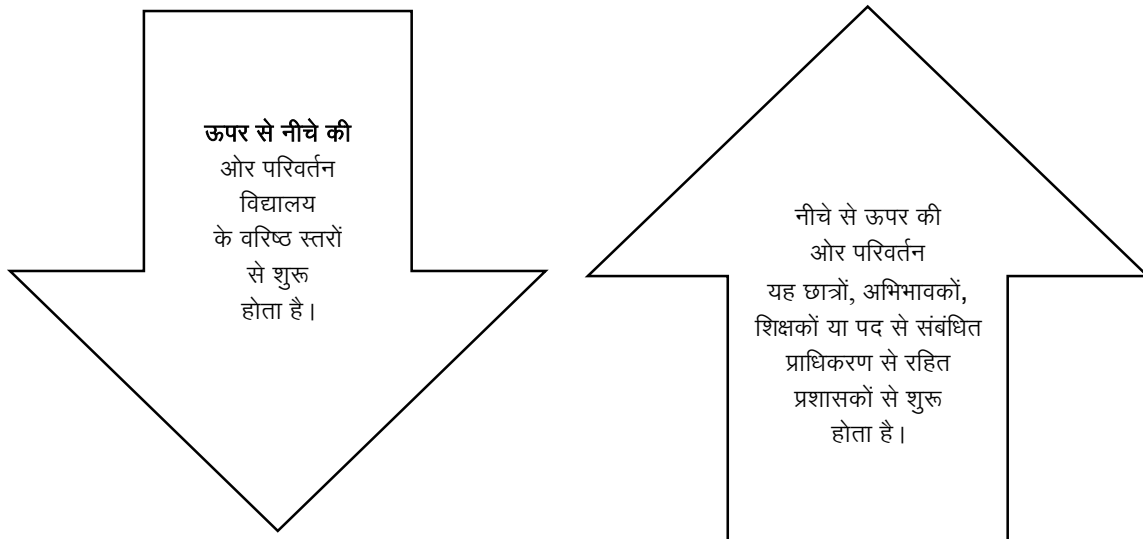 ऊपर से नीचे की
ओर परिवर्तन
विद्यालय
के वरिष्ठ स्तरों
से शुरू
होता है।
नीचे से ऊपर की
ओर परिवर्तन
यह छात्रों, अभिभावकों,
शिक्षकों या पद से संबंधित
प्राधिकरण से रहित
प्रशासकों से शुरू
होता है।